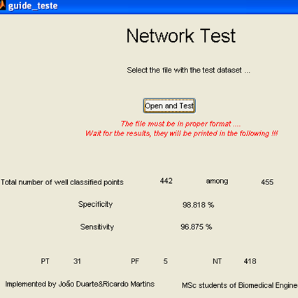 guide_teste
Network Test
Select the file with the test dataset ...
Open and Test
The file must be in proper format ....
Wait for the results, they will be printed in the following !!!
Total number of well classified points 442 among 455
Specificity 98.818 %
Sensitivity 96.875 %
PT 31 PF 5 NT 418
Implemented by João Duarte&Ricardo Martins MSc students of Biomedical Engine